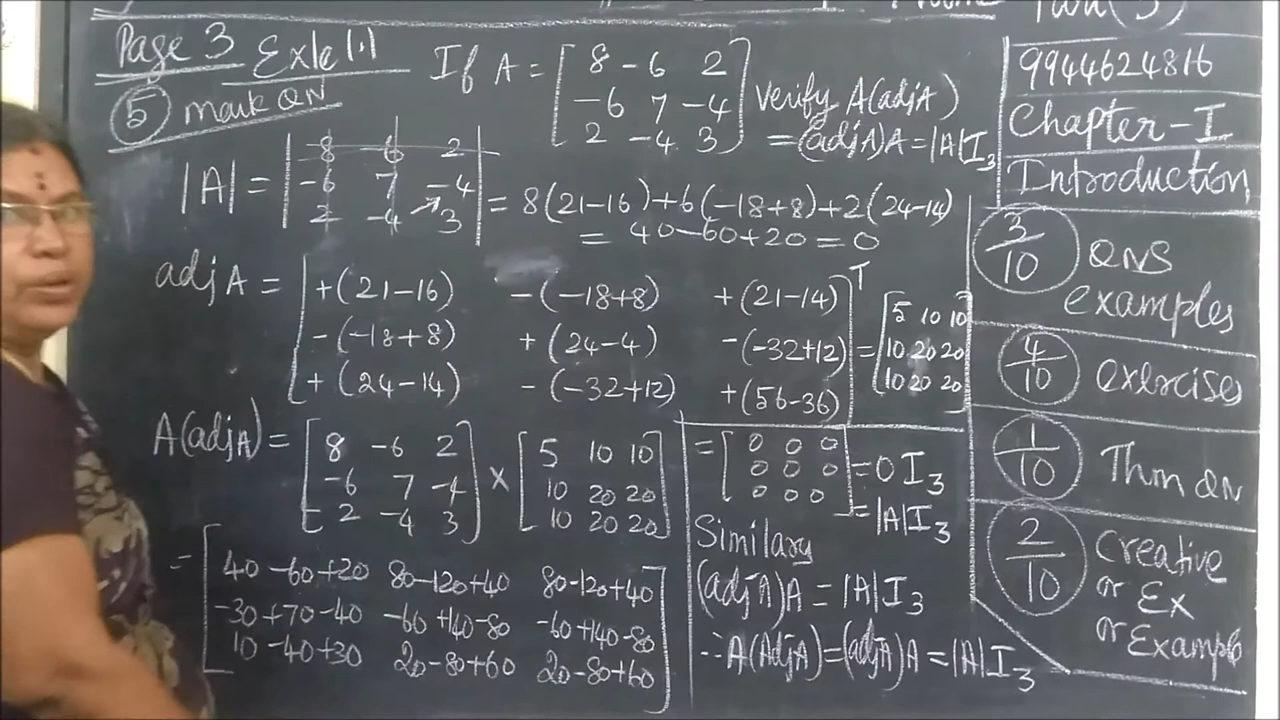 Page 3 Exle 1.1
5 mark QN
If A = [ 8 -6 2
-6 7 -4
2 -4 3 ] Verify A(adjA)
= (adjA)A = |A|I₃
|A| = | 8 6 2
-6 7 -4
2 -4 3 | = 8(21-16)+6(-18+8)+2(24-14)
= 40-60+20 = 0
adj A = [ +(21-16) -(-18+8) +(21-14)
-(-18+8) +(24-4) -(-32+12)
+(24-14) -(-32+12) +(56-36) ]ᵀ
= [ 5 10 10
10 20 20
10 20 20 ]
A(adjA) = [ 8 -6 2
-6 7 -4
2 -4 3 ] × [ 5 10 10
10 20 20
10 20 20 ]
= [ 40-60+20 80-120+40 80-120+40
-30+70-40 -60+140-80 -60+140-80
10-40+30 20-80+60 20-80+60 ]
= [ 0 0 0
0 0 0
0 0 0 ] = 0 I₃
= |A|I₃
Similary
(adjA)A = |A|I₃
∴ A(AdjA) = (adjA)A = |A|I₃
9944624816
Chapter-I
Introduction
3/10 QNS
examples
4/10 exercises
1/10 Thm QN
2/10 Creative
or Ex
or Example